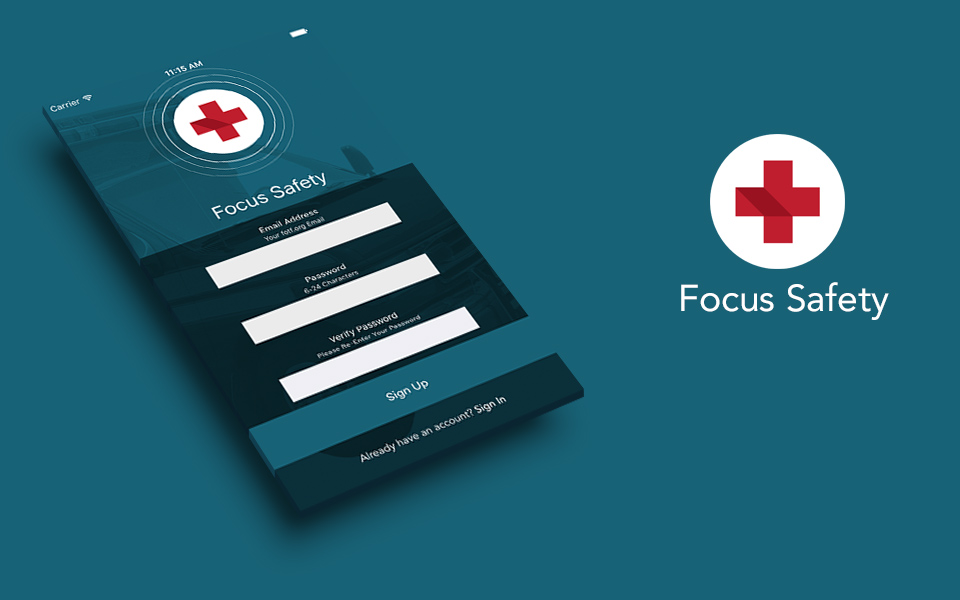 Carrier
11:15 AM
Focus Safety
Email Address
Your fotf.org Email
Password
6-24 Characters
Verify Password
Please Re-Enter Your Password
Sign Up
Already have an account? Sign In
Focus Safety